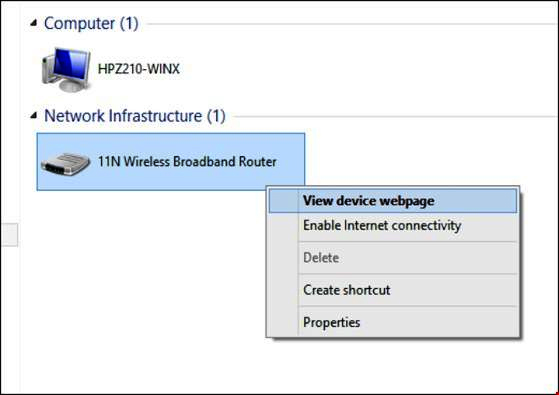 Computer (1)
HPZ210-WINX
Network Infrastructure (1)
11N Wireless Broadband Router
View device webpage
Enable Internet connectivity
Delete
Create shortcut
Properties